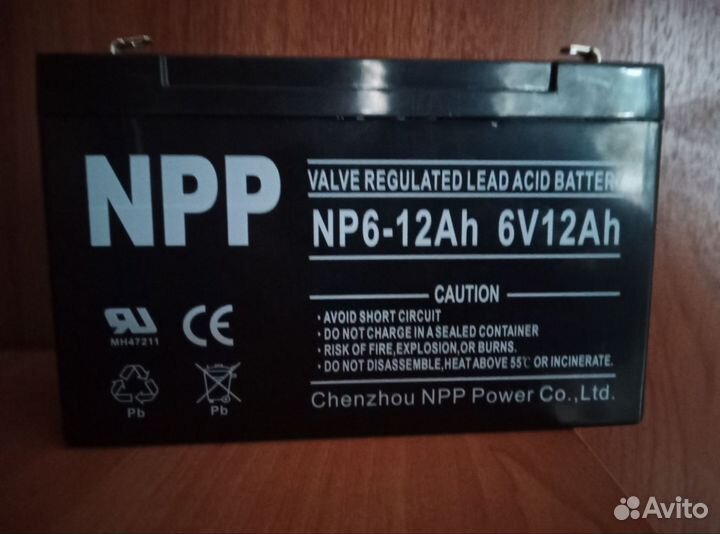 NPP
VALVE REGULATED LEAD ACID BATTERY
NP6-12Ah 6V12Ah
CAUTION
• AVOID SHORT CIRCUIT
• DO NOT CHARGE IN A SEALED CONTAINER
• RISK OF FIRE,EXPLOSION,OR BURNS.
• DO NOT DISASSEMBLE,HEAT ABOVE 55℃ OR INCINERATE.
Chenzhou NPP Power Co.,Ltd.
RU
CE
MH47211
Pb
Pb
Avito